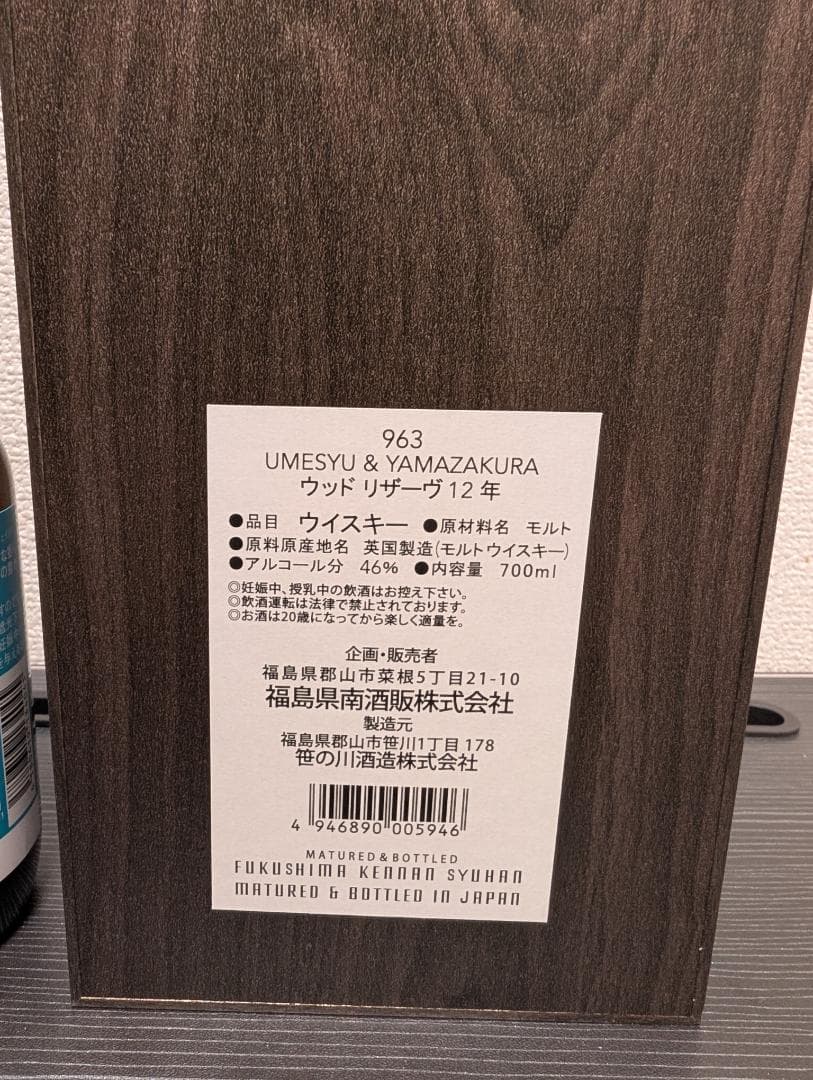 963
UMESYU & YAMAZAKURA
ウッド リザーヴ 12 年
●品目 ウイスキー ●原材料名 モルト
●原料原産地名 英国製造(モルトウイスキー)
●アルコール分 46% ●内容量 700ml
◎妊娠中、授乳中の飲酒はお控え下さい。
◎飲酒運転は法律で禁止されております。
◎お酒は20歳になってから楽しく適量を。
企画・販売者
福島県郡山市菜根5丁目21-10
福島県南酒販株式会社
製造元
福島県郡山市笹川1丁目178
笹の川酒造株式会社
4 946890 005946
MATURED & BOTTLED
FUKUSHIMA KENNAN SYUHAN
MATURED & BOTTLED IN JAPAN